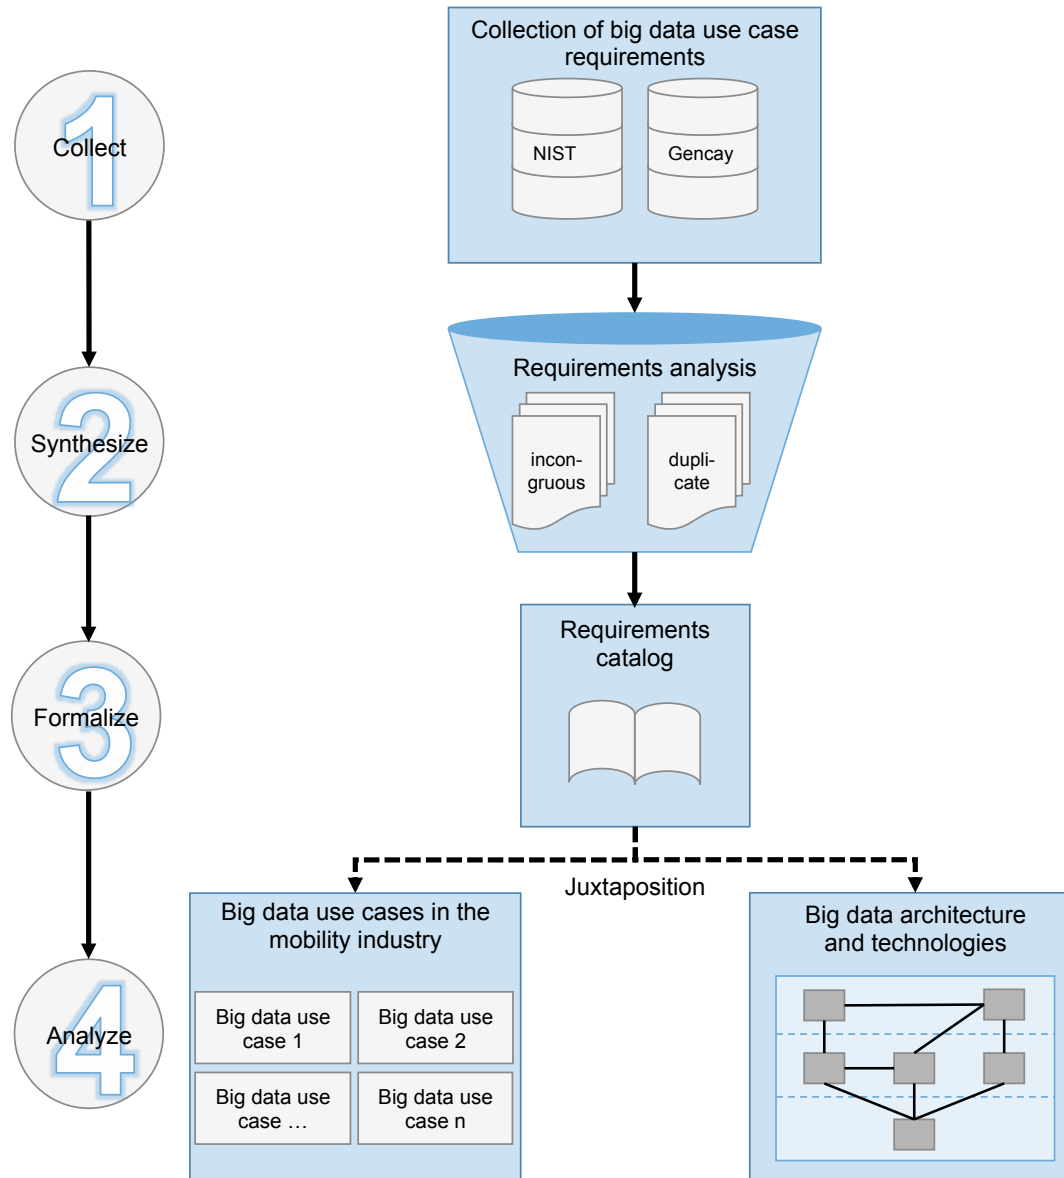 1
Collect
Collection of big data use case
requirements
NIST
Gencay
2
Synthesize
Requirements analysis
incon-
gruous
dupli-
cate
3
Formalize
Requirements
catalog
Juxtaposition
4
Analyze
Big data use cases in the
mobility industry
Big data use
case 1
Big data use
case 2
Big data use
case …
Big data use
case n
Big data architecture
and technologies